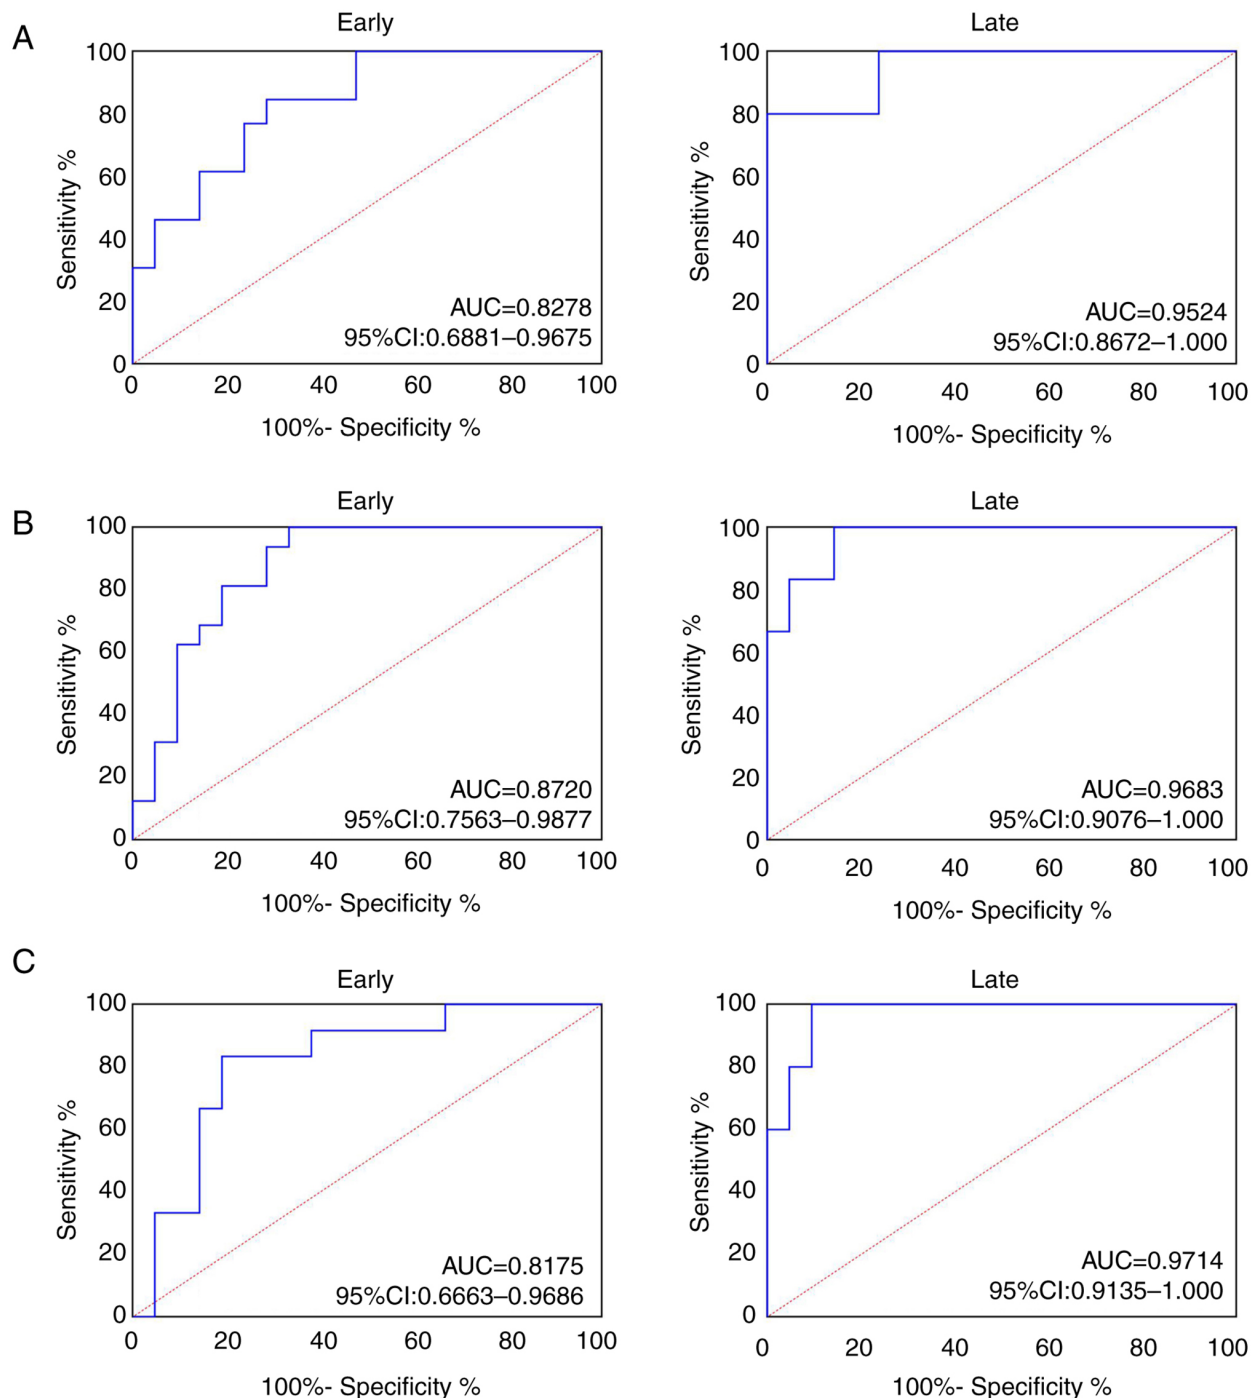 A
Early
100
80
60
40
20
0
Sensitivity %
AUC=0.8278
95%CI:0.6881–0.9675
0 20 40 60 80 100
100%- Specificity %
Late
100
80
60
40
20
0
Sensitivity %
AUC=0.9524
95%CI:0.8672–1.000
0 20 40 60 80 100
100%- Specificity %
B
Early
100
80
60
40
20
0
Sensitivity %
AUC=0.8720
95%CI:0.7563–0.9877
0 20 40 60 80 100
100%- Specificity %
Late
100
80
60
40
20
0
Sensitivity %
AUC=0.9683
95%CI:0.9076–1.000
0 20 40 60 80 100
100%- Specificity %
C
Early
100
80
60
40
20
0
Sensitivity %
AUC=0.8175
95%CI:0.6663–0.9686
0 20 40 60 80 100
100%- Specificity %
Late
100
80
60
40
20
0
Sensitivity %
AUC=0.9714
95%CI:0.9135–1.000
0 20 40 60 80 100
100%- Specificity %